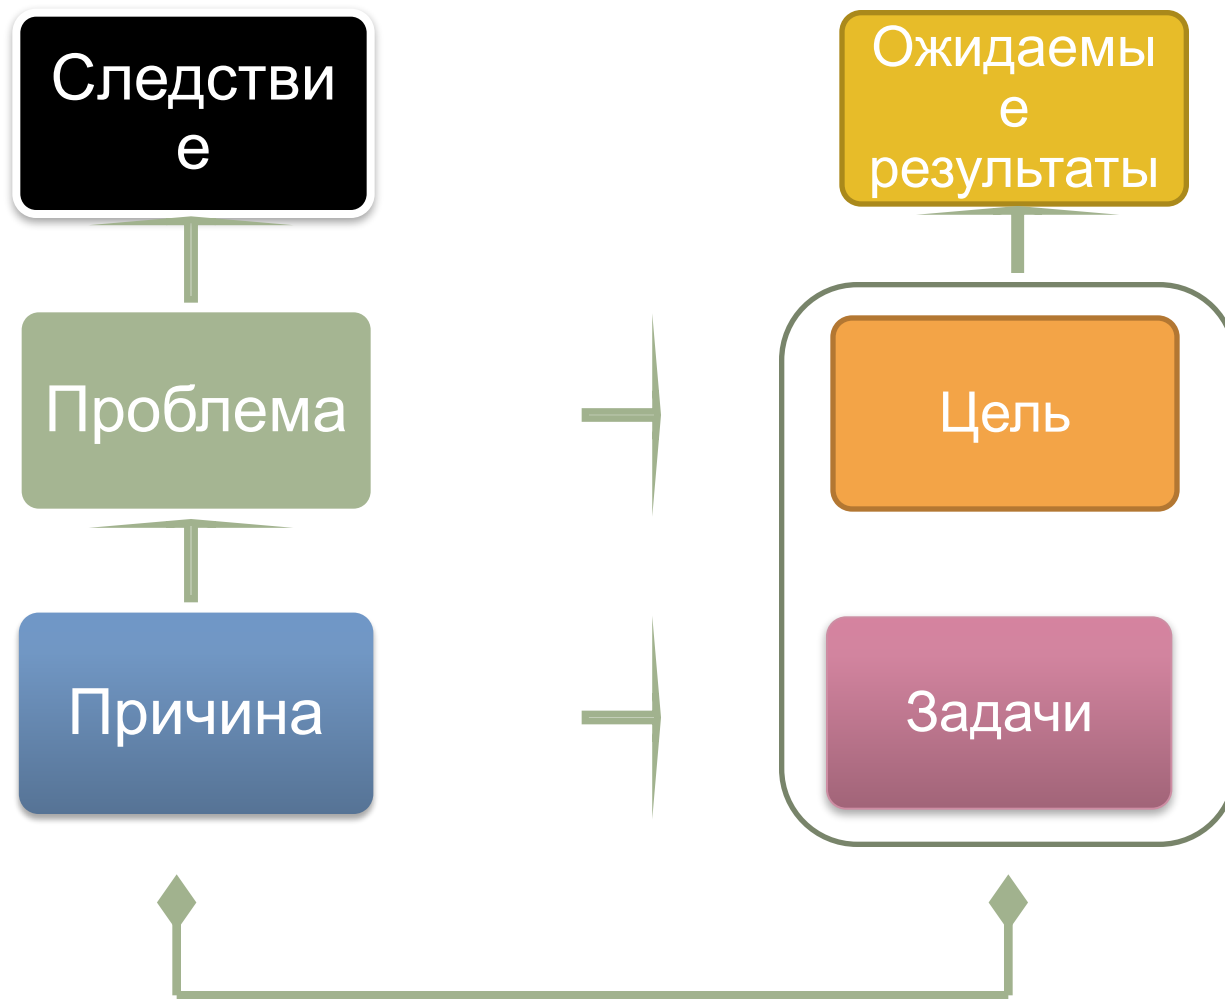 Следстви
е
Ожидаемы
е
результаты
Проблема
Цель
Причина
Задачи